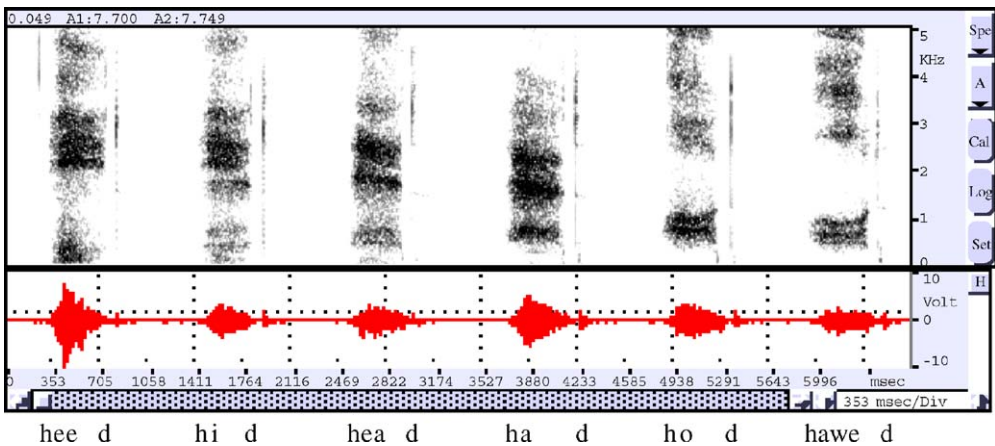 0.049 A1:7.700 A2:7.749
5
KHz
4
3
2
1
0
Spe
A
Cal
Log
Set
H
10
Volt
0
-10
0 353 705 1058 1411 1764 2116 2469 2822 3174 3527 3880 4233 4585 4938 5291 5643 5996 msec
353 msec/Div
hee d hi d hea d ha d ho d hawe d